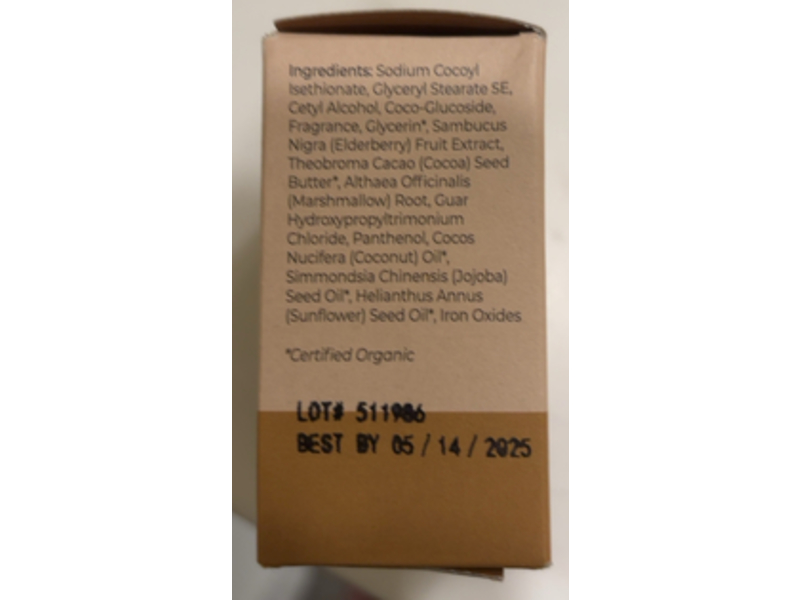 Ingredients: Sodium Cocoyl
Isethionate, Glyceryl Stearate SE,
Cetyl Alcohol, Coco-Glucoside,
Fragrance, Glycerin*, Sambucus
Nigra (Elderberry) Fruit Extract,
Theobroma Cacao (Cocoa) Seed
Butter*, Althaea Officinalis
(Marshmallow) Root, Guar
Hydroxypropyltrimonium
Chloride, Panthenol, Cocos
Nucifera (Coconut) Oil*,
Simmondsia Chinensis (Jojoba)
Seed Oil*, Helianthus Annus
(Sunflower) Seed Oil*, Iron Oxides
*Certified Organic
LOT# 511986
BEST BY 05 / 14 / 2025